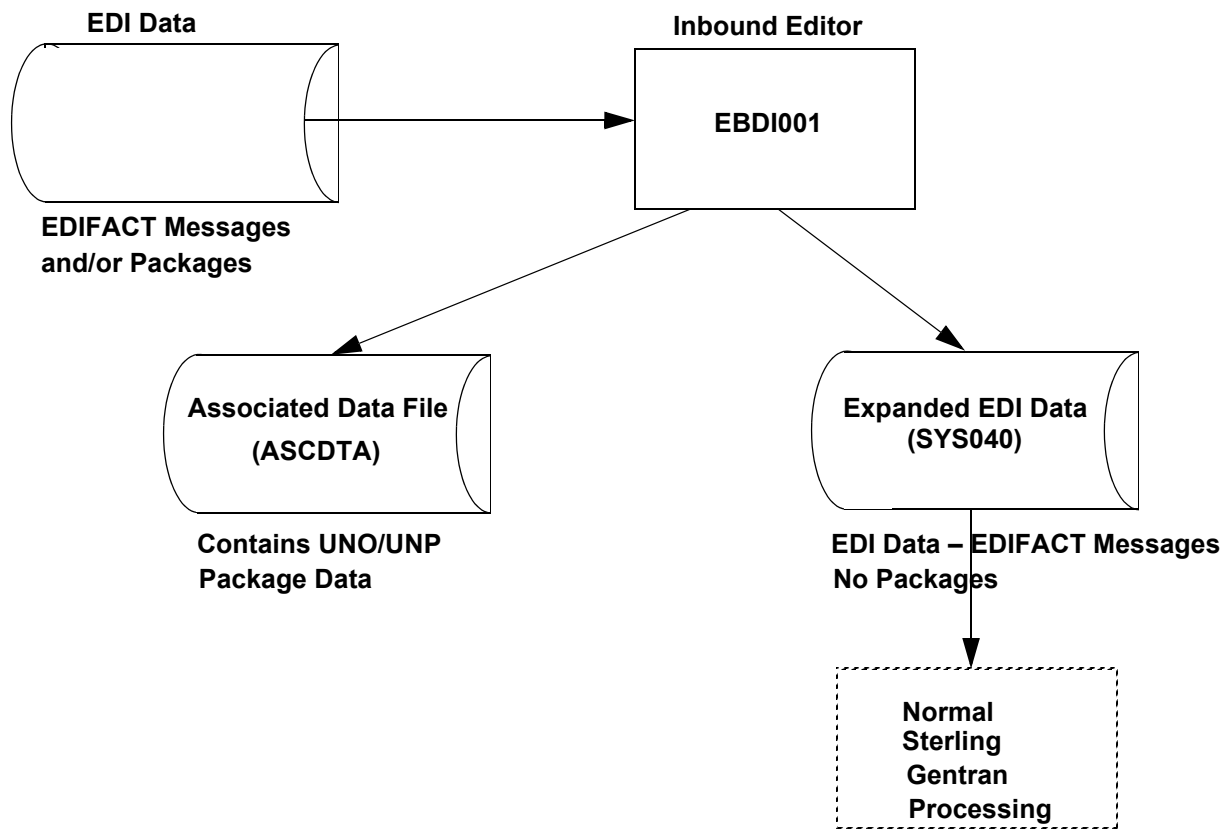 EDI Data
Inbound Editor
EBDI001
EDIFACT Messages
and/or Packages
Associated Data File
(ASCDTA)
Expanded EDI Data
(SYS040)
Contains UNO/UNP
Package Data
EDI Data – EDIFACT Messages
No Packages
Normal
Sterling
Gentran
Processing